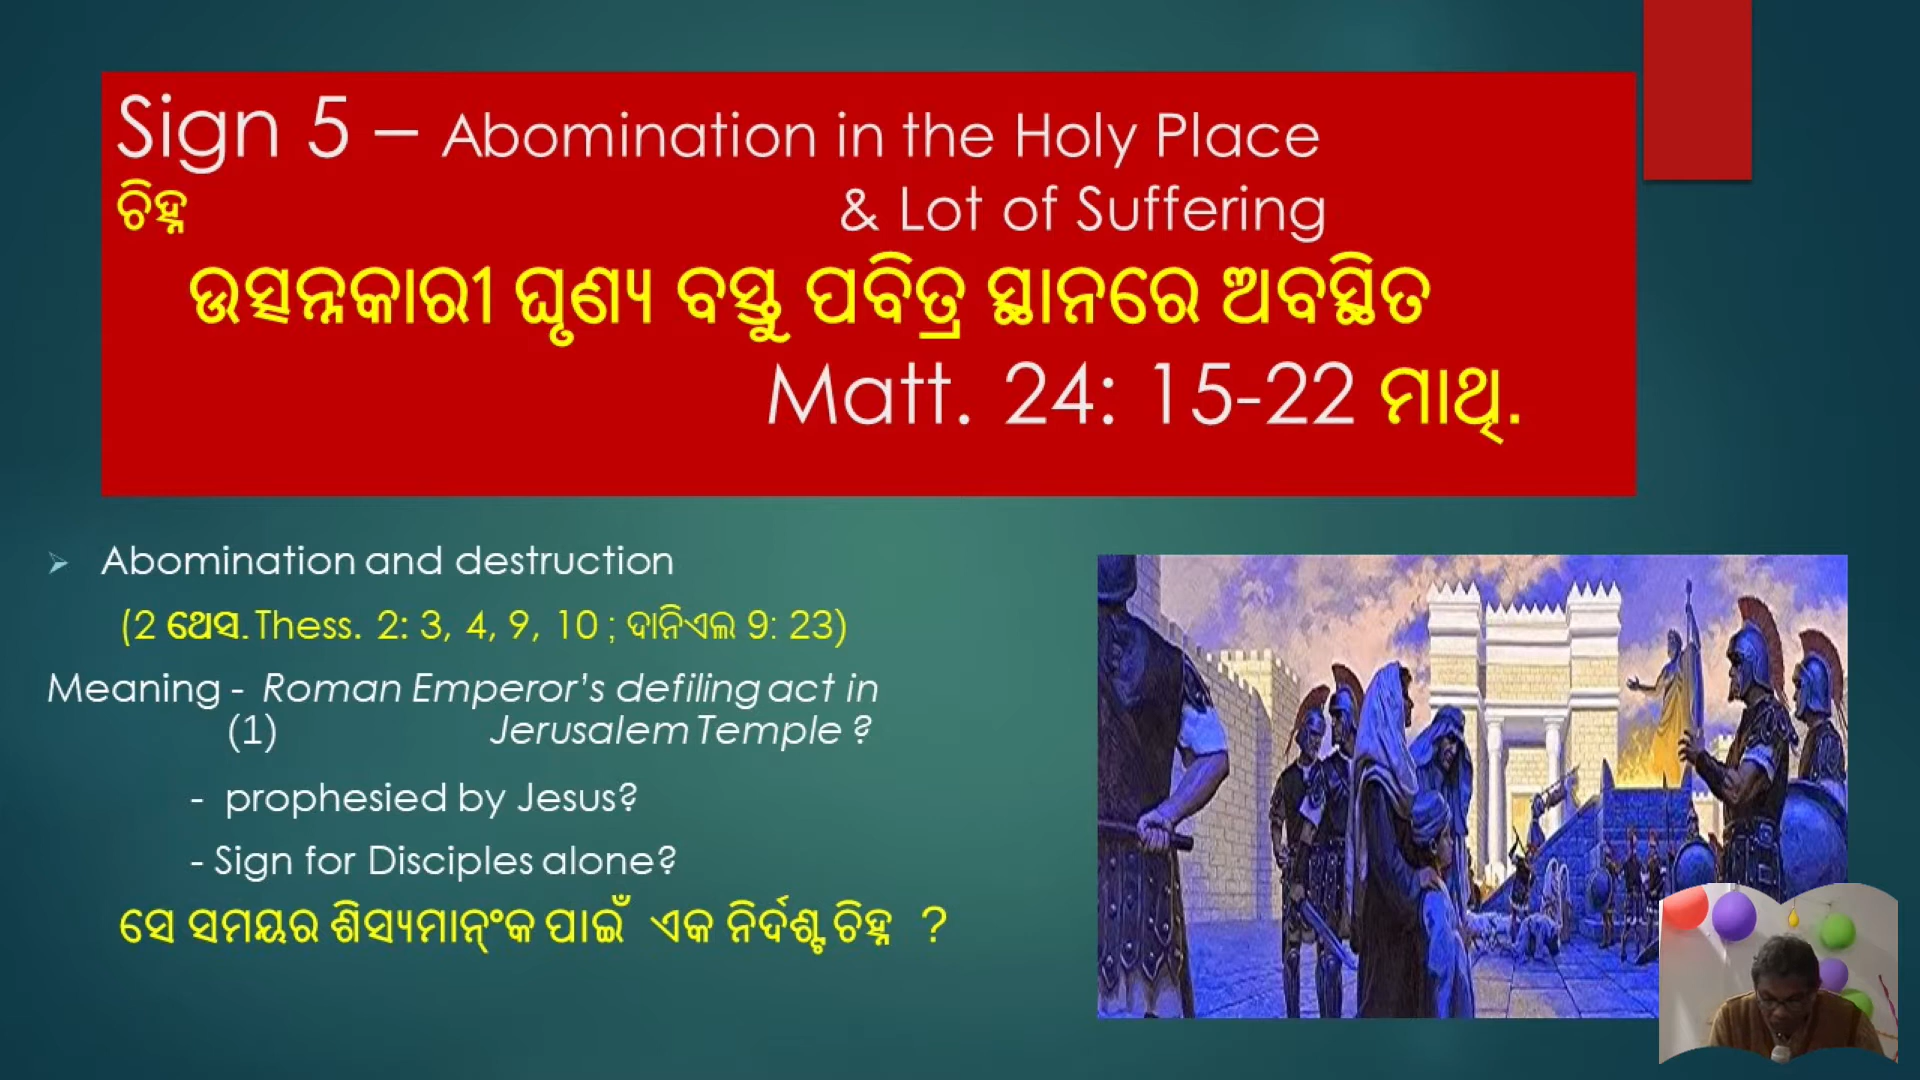 Sign 5 – Abomination in the Holy Place
ଚିହ୍ନ & Lot of Suffering
ଉତ୍ସନ୍ନକାରୀ ଘୃଣ୍ୟ ବସ୍ତୁ ପବିତ୍ର ସ୍ଥାନରେ ଅବସ୍ଥିତ
Matt. 24: 15-22 ମାଥି.
Abomination and destruction
(2 ଥେସ. Thess. 2: 3, 4, 9, 10 ; ଦାନିଏଲ 9: 23)
Meaning - Roman Emperor's defiling act in
(1) Jerusalem Temple ?
- prophesied by Jesus?
- Sign for Disciples alone?
ସେ ସମୟର ଶିସ୍ୟମାନ୍ଂକ ପାଇଁ ଏକ ନିର୍ଦଶ୍ଟ ଚିହ୍ନ ?